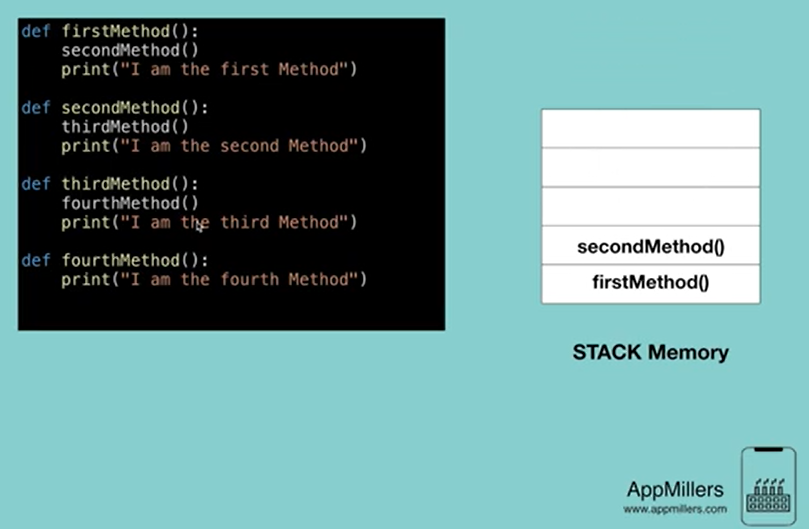 def firstMethod():
    secondMethod()
    print("I am the first Method")
def secondMethod():
    thirdMethod()
    print("I am the second Method")
def thirdMethod():
    fourthMethod()
    print("I am the third Method")
def fourthMethod():
    print("I am the fourth Method")
secondMethod()
firstMethod()
STACK Memory
AppMillers
www.appmillers.com